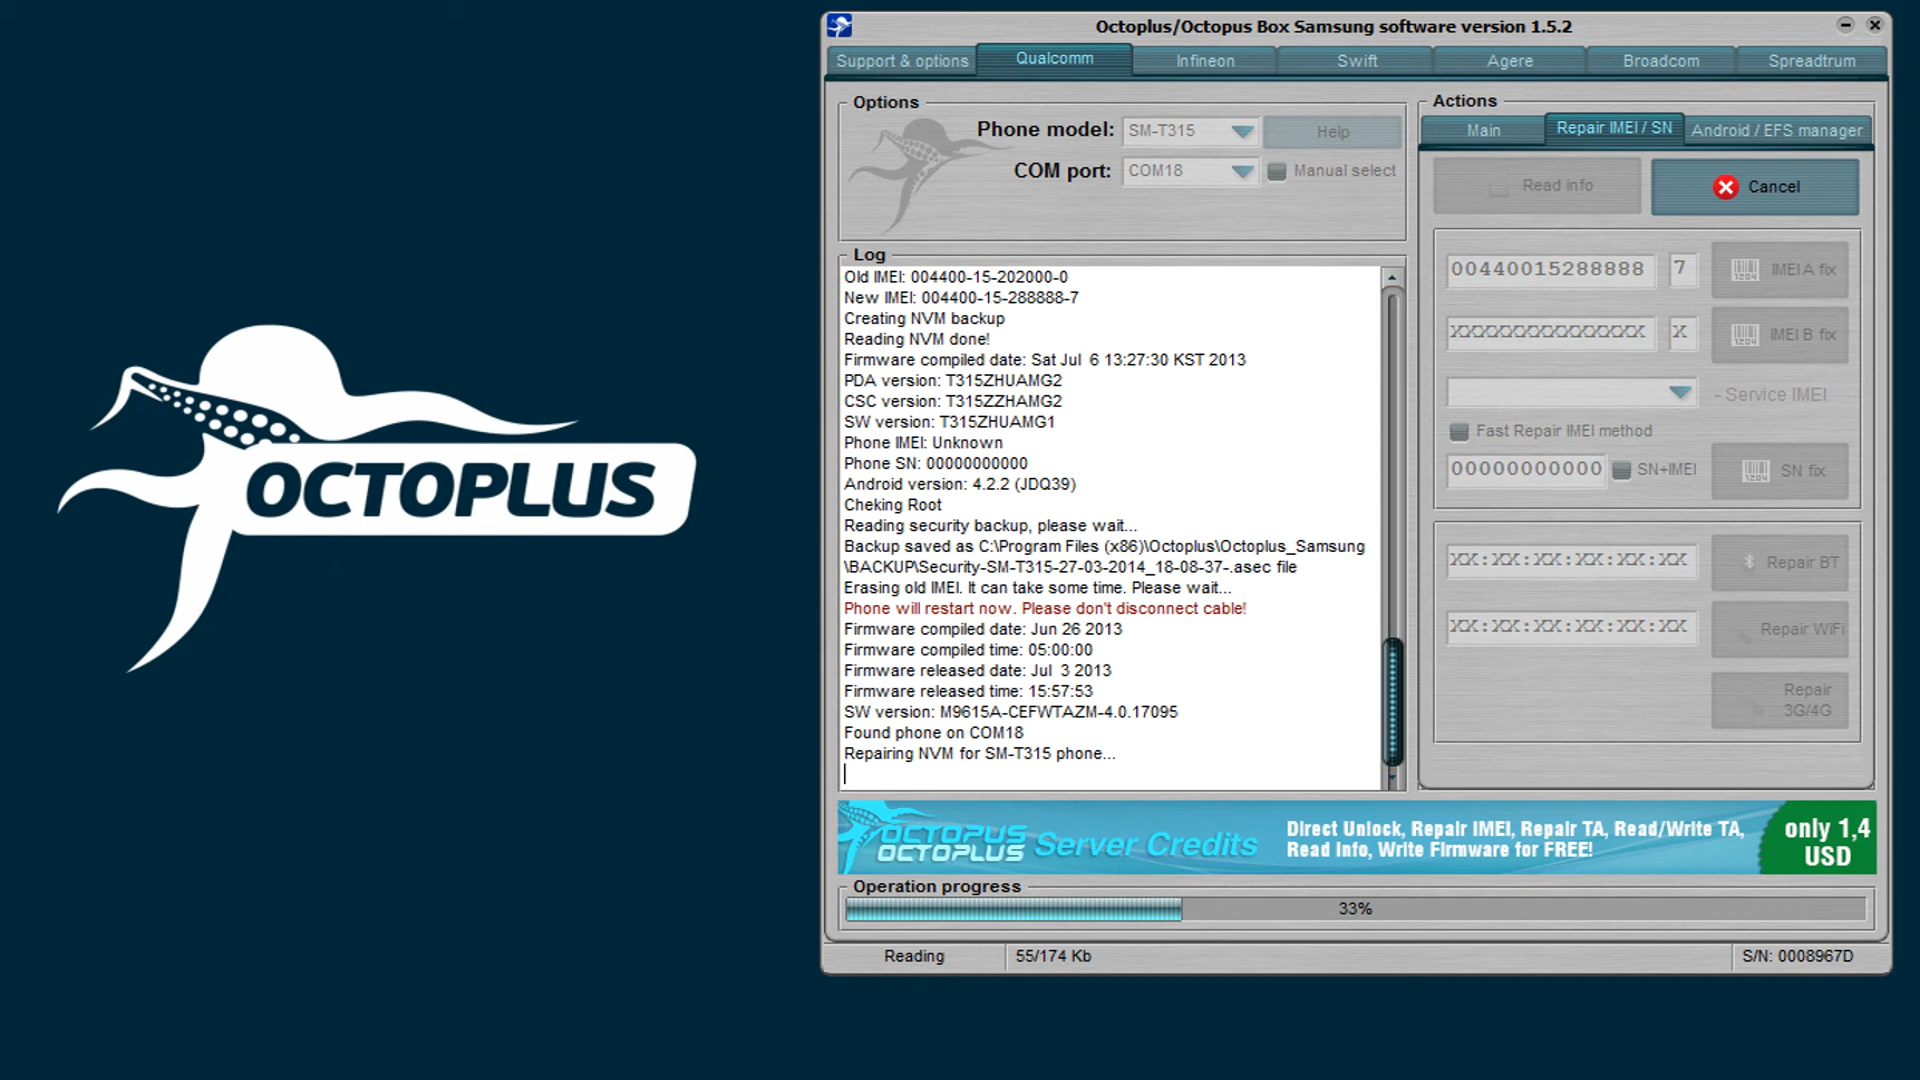 OCTOPLUS
Octoplus/Octopus Box Samsung software version 1.5.2
Support & options
Qualcomm
Infineon
Swift
Agere
Broadcom
Spreadtrum
Options
Phone model:
SM-T315
Help
COM port:
COM18
Manual select
Log
Old IMEI: 004400-15-202000-0
New IMEI: 004400-15-288888-7
Creating NVM backup
Reading NVM done!
Firmware compiled date: Sat Jul  6 13:27:30 KST 2013
PDA version: T315ZHUAMG2
CSC version: T315ZZHAMG2
SW version: T315ZHUAMG1
Phone IMEI: Unknown
Phone SN: 00000000000
Android version: 4.2.2 (JDQ39)
Cheking Root
Reading security backup, please wait...
Backup saved as C:\Program Files (x86)\Octoplus\Octoplus_Samsung
\BACKUP\Security-SM-T315-27-03-2014_18-08-37-.asec file
Erasing old IMEI. It can take some time. Please wait...
Phone will restart now. Please don't disconnect cable!
Firmware compiled date: Jun 26 2013
Firmware compiled time: 05:00:00
Firmware released date: Jul  3 2013
Firmware released time: 15:57:53
SW version: M9615A-CEFWTAZM-4.0.17095
Found phone on COM18
Repairing NVM for SM-T315 phone...
Actions
Main
Repair IMEI / SN
Android / EFS manager
Read info
Cancel
00440015288888
7
1204
IMEI A fix
XXXXXXXXXXXXXX
X
1204
IMEI B fix
- Service IMEI
Fast Repair IMEI method
00000000000
SN+IMEI
1204
SN fix
XX:XX:XX:XX:XX:XX
Repair BT
XX:XX:XX:XX:XX:XX
Repair WiFi
Repair
3G/4G
OCTOPUS
OCTOPLUS
Server Credits
Direct Unlock, Repair IMEI, Repair TA, Read/Write TA,
Read Info, Write Firmware for FREE!
only 1,4
USD
Operation progress
33%
Reading
55/174 Kb
S/N: 0008967D